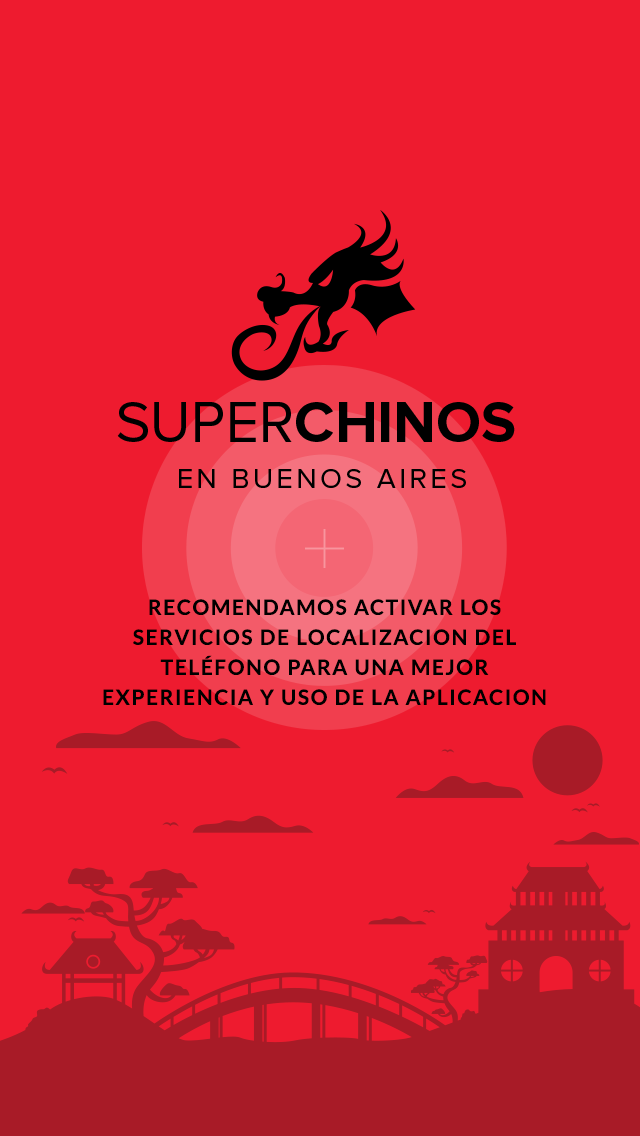 SUPERCHINOS
EN BUENOS AIRES
RECOMENDAMOS ACTIVAR LOS
SERVICIOS DE LOCALIZACION DEL
TELÉFONO PARA UNA MEJOR
EXPERIENCIA Y USO DE LA APLICACION